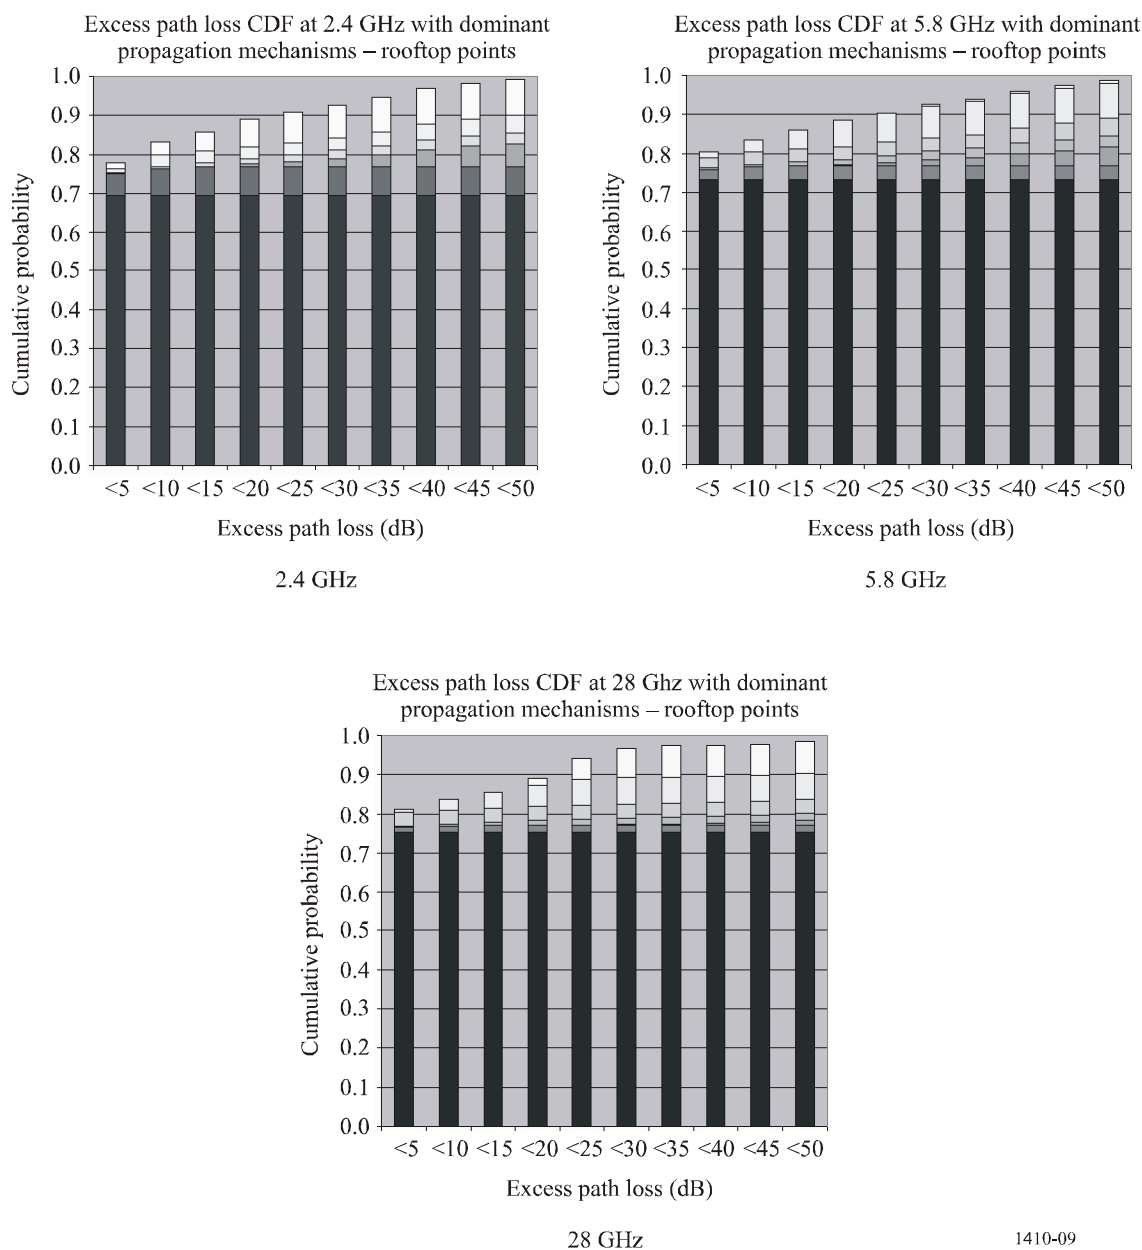 Excess path loss CDF at 2.4 GHz with dominant
propagation mechanisms – rooftop points
Cumulative probability
1.0
0.9
0.8
0.7
0.6
0.5
0.4
0.3
0.2
0.1
0.0
<5 <10 <15 <20 <25 <30 <35 <40 <45 <50
Excess path loss (dB)
2.4 GHz
Excess path loss CDF at 5.8 GHz with dominant
propagation mechanisms – rooftop points
Cumulative probability
1.0
0.9
0.8
0.7
0.6
0.5
0.4
0.3
0.2
0.1
0.0
<5 <10 <15 <20 <25 <30 <35 <40 <45 <50
Excess path loss (dB)
5.8 GHz
Excess path loss CDF at 28 Ghz with dominant
propagation mechanisms – rooftop points
Cumulative probability
1.0
0.9
0.8
0.7
0.6
0.5
0.4
0.3
0.2
0.1
0.0
<5 <10 <15 <20 <25 <30 <35 <40 <45 <50
Excess path loss (dB)
28 GHz
1410-09